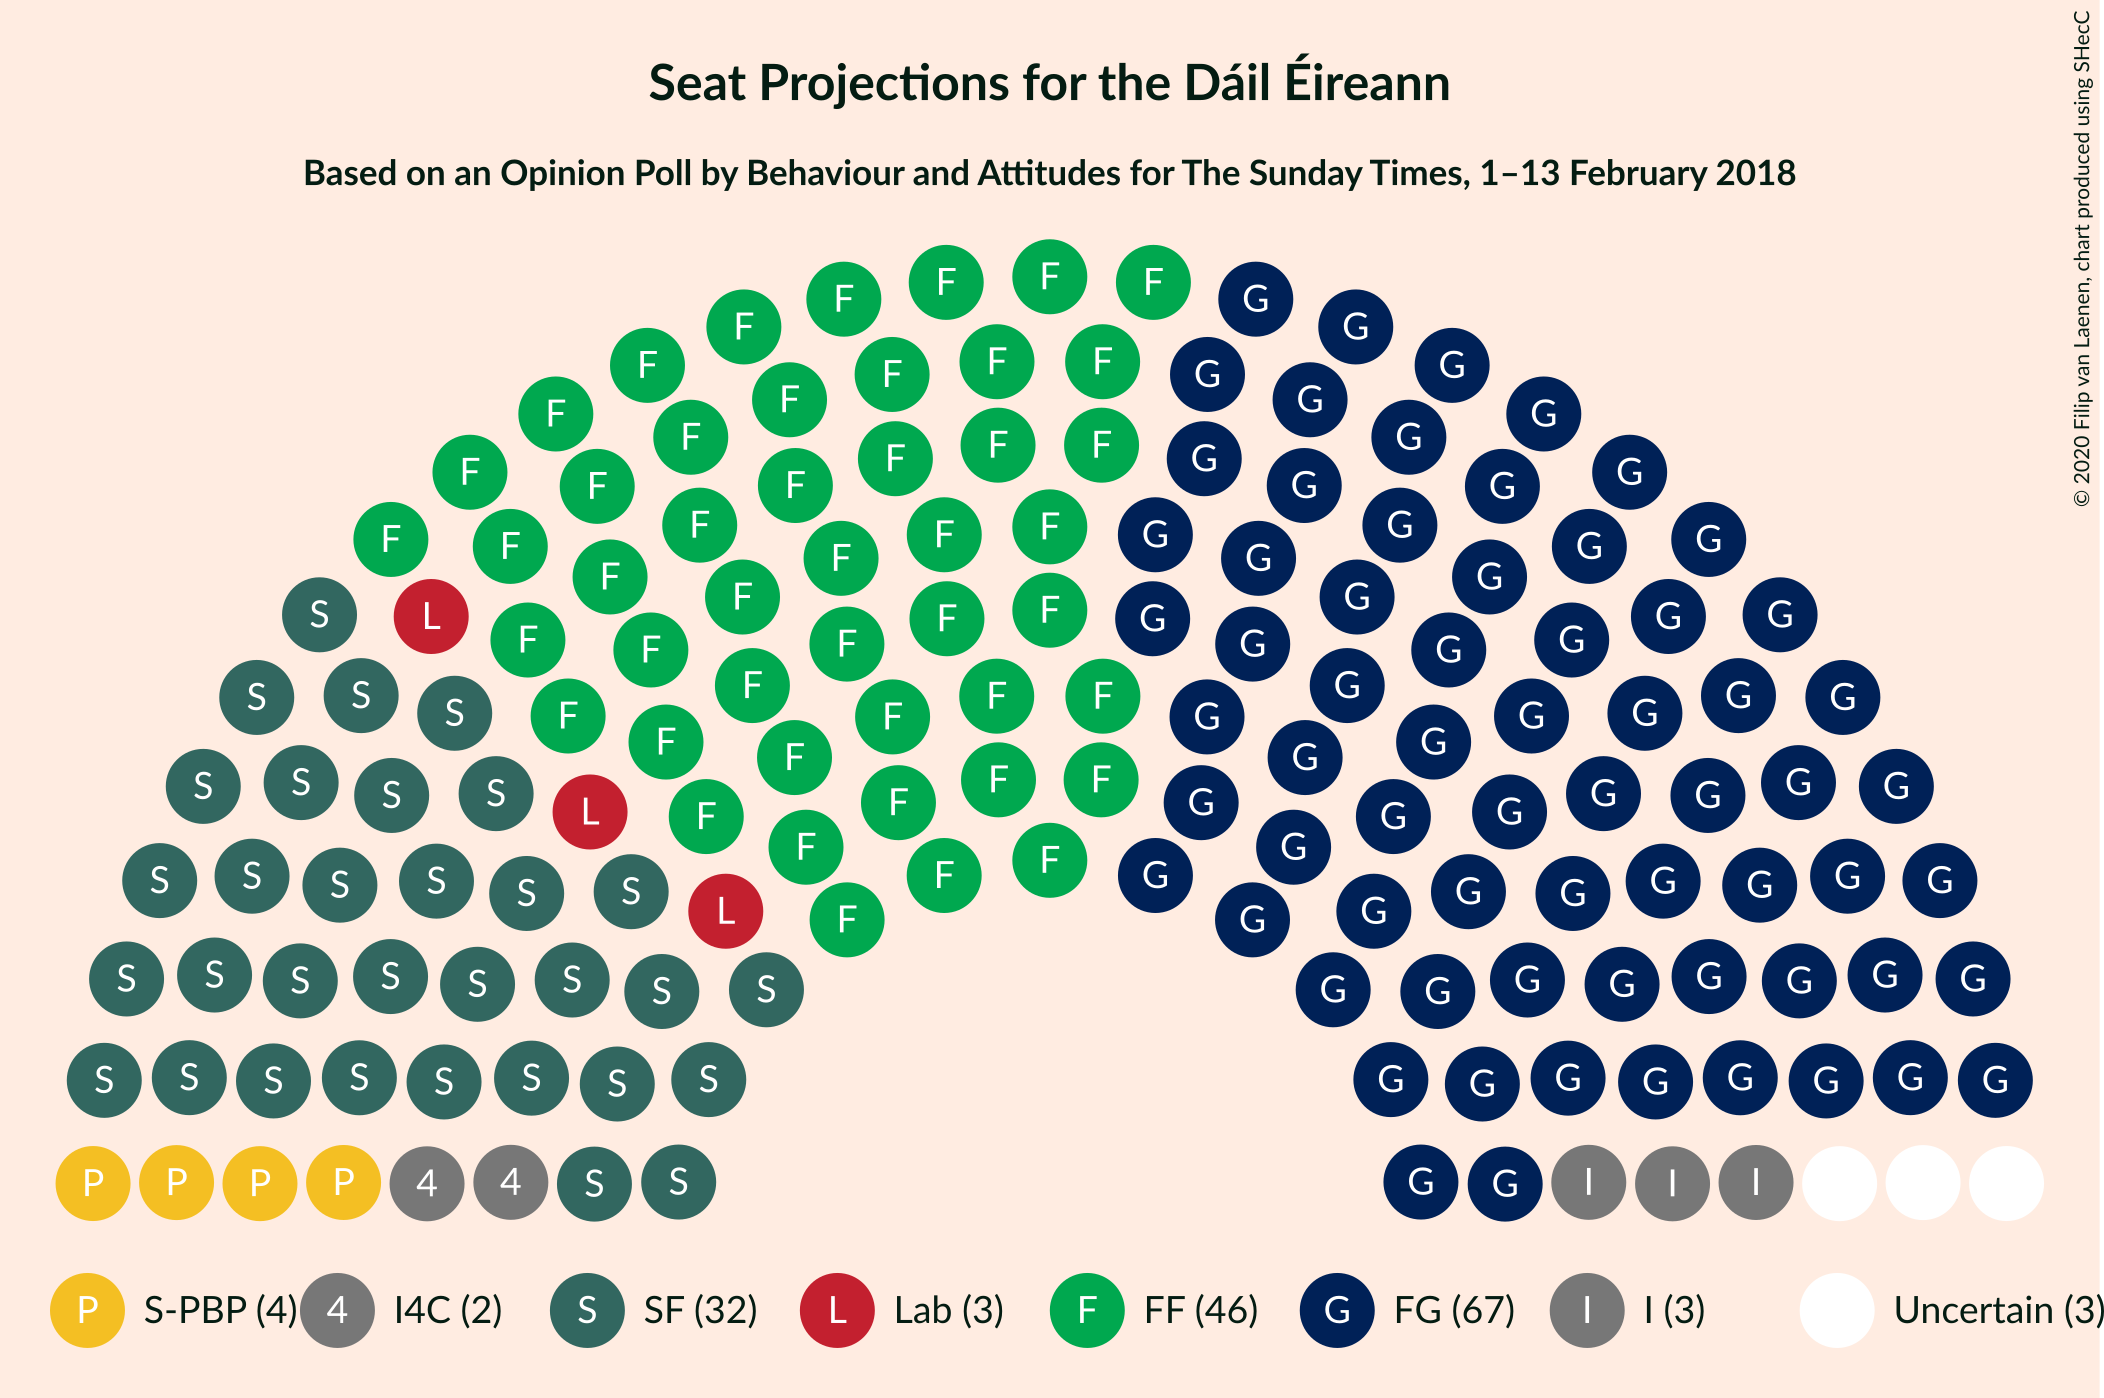 Seat Projections for the Dáil Éireann
Based on an Opinion Poll by Behaviour and Attitudes for The Sunday Times, 1–13 February 2018
© 2020 Filip van Laenen, chart produced using SHecC
F F F
F G
F G
F F F G
F G
F F G G
F F F G
F G
F F F G G G
F F G G
F F G
F F F G G G
F F G G
F F F G G G
S L F F G G G
F F F G G G
F F G G
S S S F F F F G G G G G G
F F G G
S S S S L F F G G G G G G
F F F G
F F G G
S S S S S S L F F G G G G G G G G
F F G G
S S S S S S S S G G G G G G G G
S S S S S S S S G G G G G G G G
P P P P 4 4 S S G G I I I
P S-PBP (4) 4 I4C (2) S SF (32) L Lab (3) F FF (46) G FG (67) I I (3) Uncertain (3)